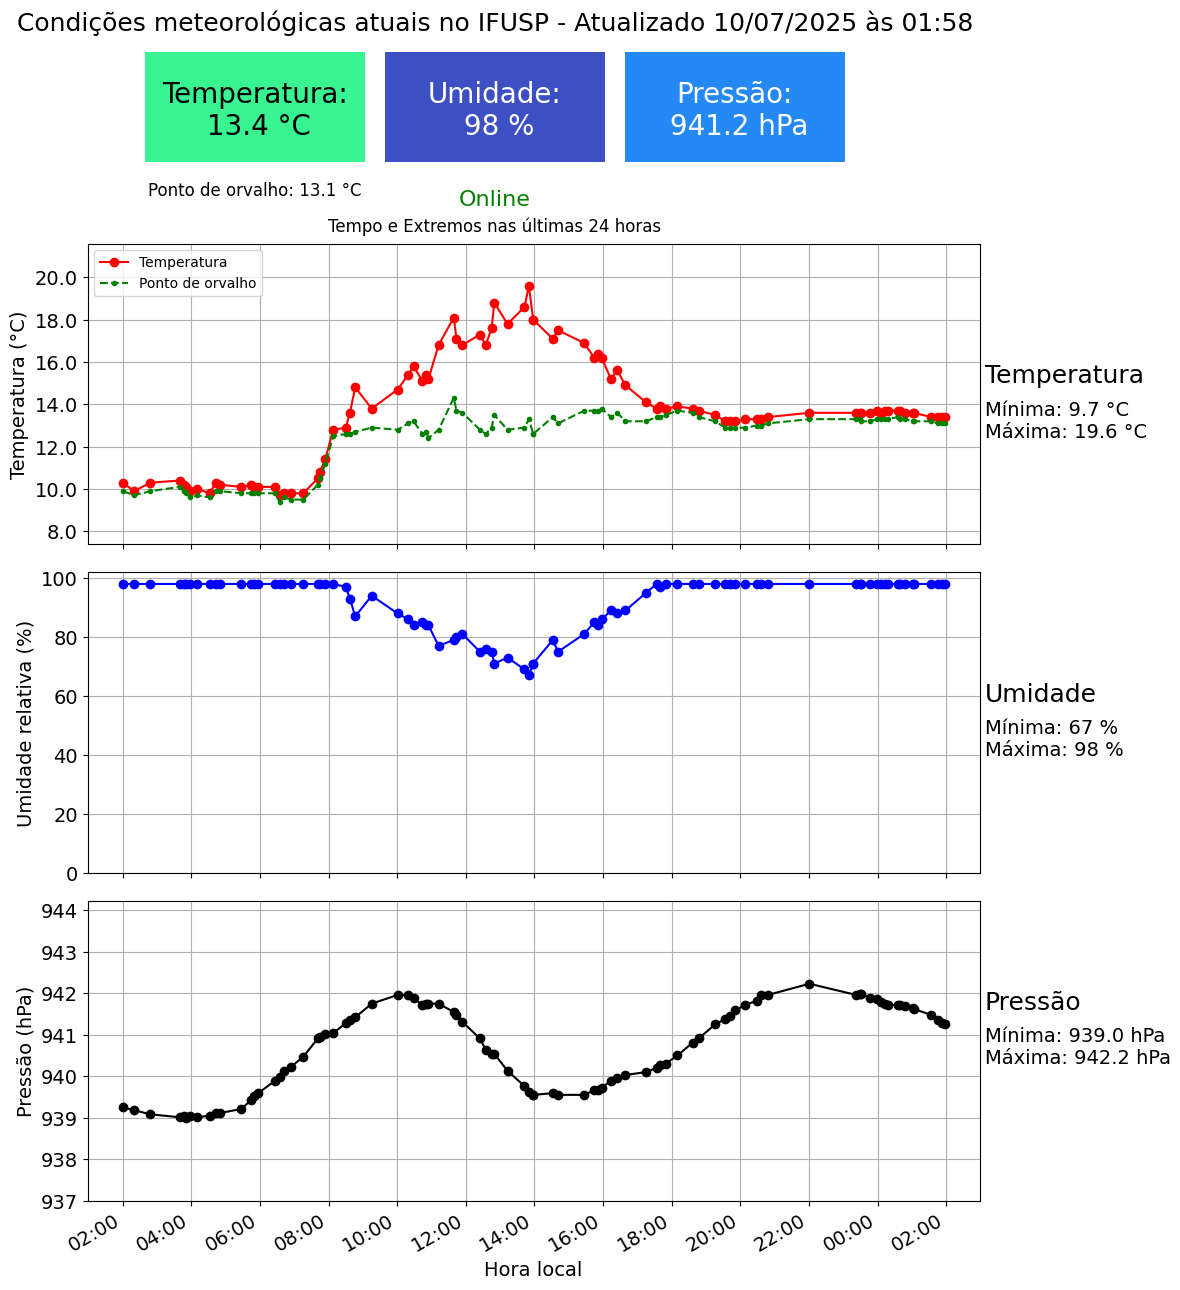 Condições meteorológicas atuais no IFUSP - Atualizado 10/07/2025 às 01:58
Temperatura:
13.4 °C
Umidade:
98 %
Pressão:
941.2 hPa
Ponto de orvalho: 13.1 °C
Online
Tempo e Extremos nas últimas 24 horas
Temperatura
Ponto de orvalho
Temperatura (°C)
20.0
18.0
16.0
14.0
12.0
10.0
8.0
Temperatura
Mínima: 9.7 °C
Máxima: 19.6 °C
Umidade relativa (%)
100
80
60
40
20
0
Umidade
Mínima: 67 %
Máxima: 98 %
Pressão (hPa)
944
943
942
941
940
939
938
937
Pressão
Mínima: 939.0 hPa
Máxima: 942.2 hPa
02:00
04:00
06:00
08:00
10:00
12:00
14:00
16:00
18:00
20:00
22:00
00:00
02:00
Hora local